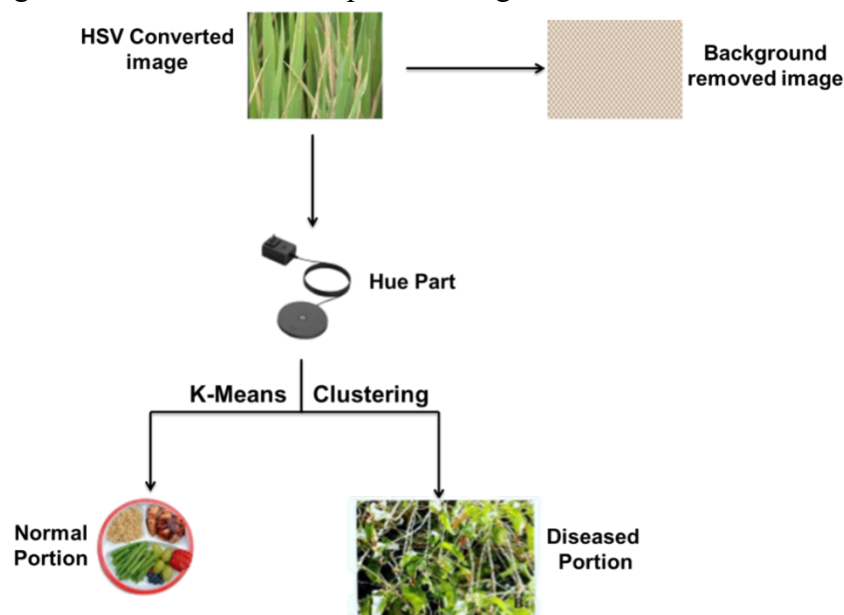 HSV Converted
image
Background
removed image
Hue Part
K-Means Clustering
Normal
Portion
Diseased
Portion